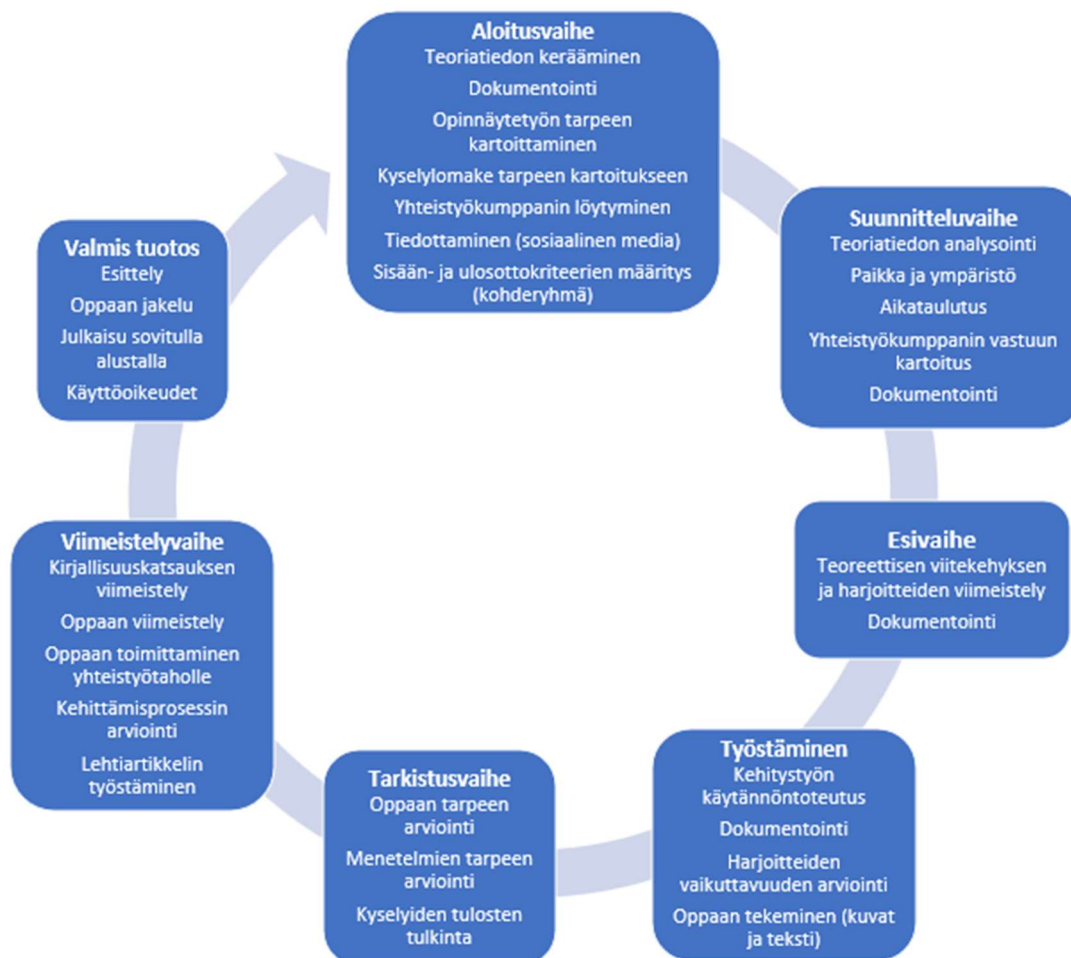 Aloitusvaihe
Teoriatiedon kerääminen
Dokumentointi
Opinnäytetyön tarpeen
kartoittaminen
Kyselylomake tarpeen kartoitukseen
Yhteistyökumppanin löytyminen
Tiedottaminen (sosiaalinen media)
Sisään- ja ulosottokriteerien määritys
(kohderyhmä)
Suunnitteluvaihe
Teoriatiedon analysointi
Paikka ja ympäristö
Aikataulutus
Yhteistyökumppanin vastuun
kartoitus
Dokumentointi
Esivaihe
Teoreettisen viitekehyksen
ja harjoitteiden viimeistely
Dokumentointi
Työstäminen
Kehitystyön
käytännöntoteutus
Dokumentointi
Harjoitteiden
vaikuttavuuden arviointi
Oppaan tekeminen (kuvat
ja teksti)
Tarkistusvaihe
Oppaan tarpeen
arviointi
Menetelmien tarpeen
arviointi
Kyselyiden tulosten
tulkinta
Viimeistelyvaihe
Kirjallisuuskatsauksen
viimeistely
Oppaan viimeistely
Oppaan toimittaminen
yhteistyötaholle
Kehittämisprosessin
arviointi
Lehtiartikkelin
työstäminen
Valmis tuotos
Esittely
Oppaan jakelu
Julkaisu sovitulla
alustalla
Käyttöoikeudet